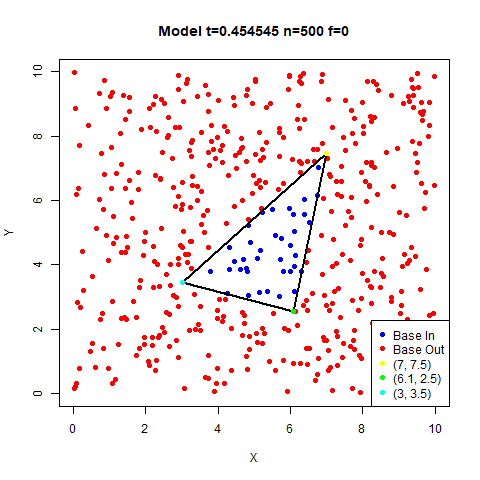 Model t=0.454545 n=500 f=0
10
8
6
4
2
0
Y
Base In
Base Out
(7, 7.5)
(6.1, 2.5)
(3, 3.5)
0 2 4 6 8 10
X